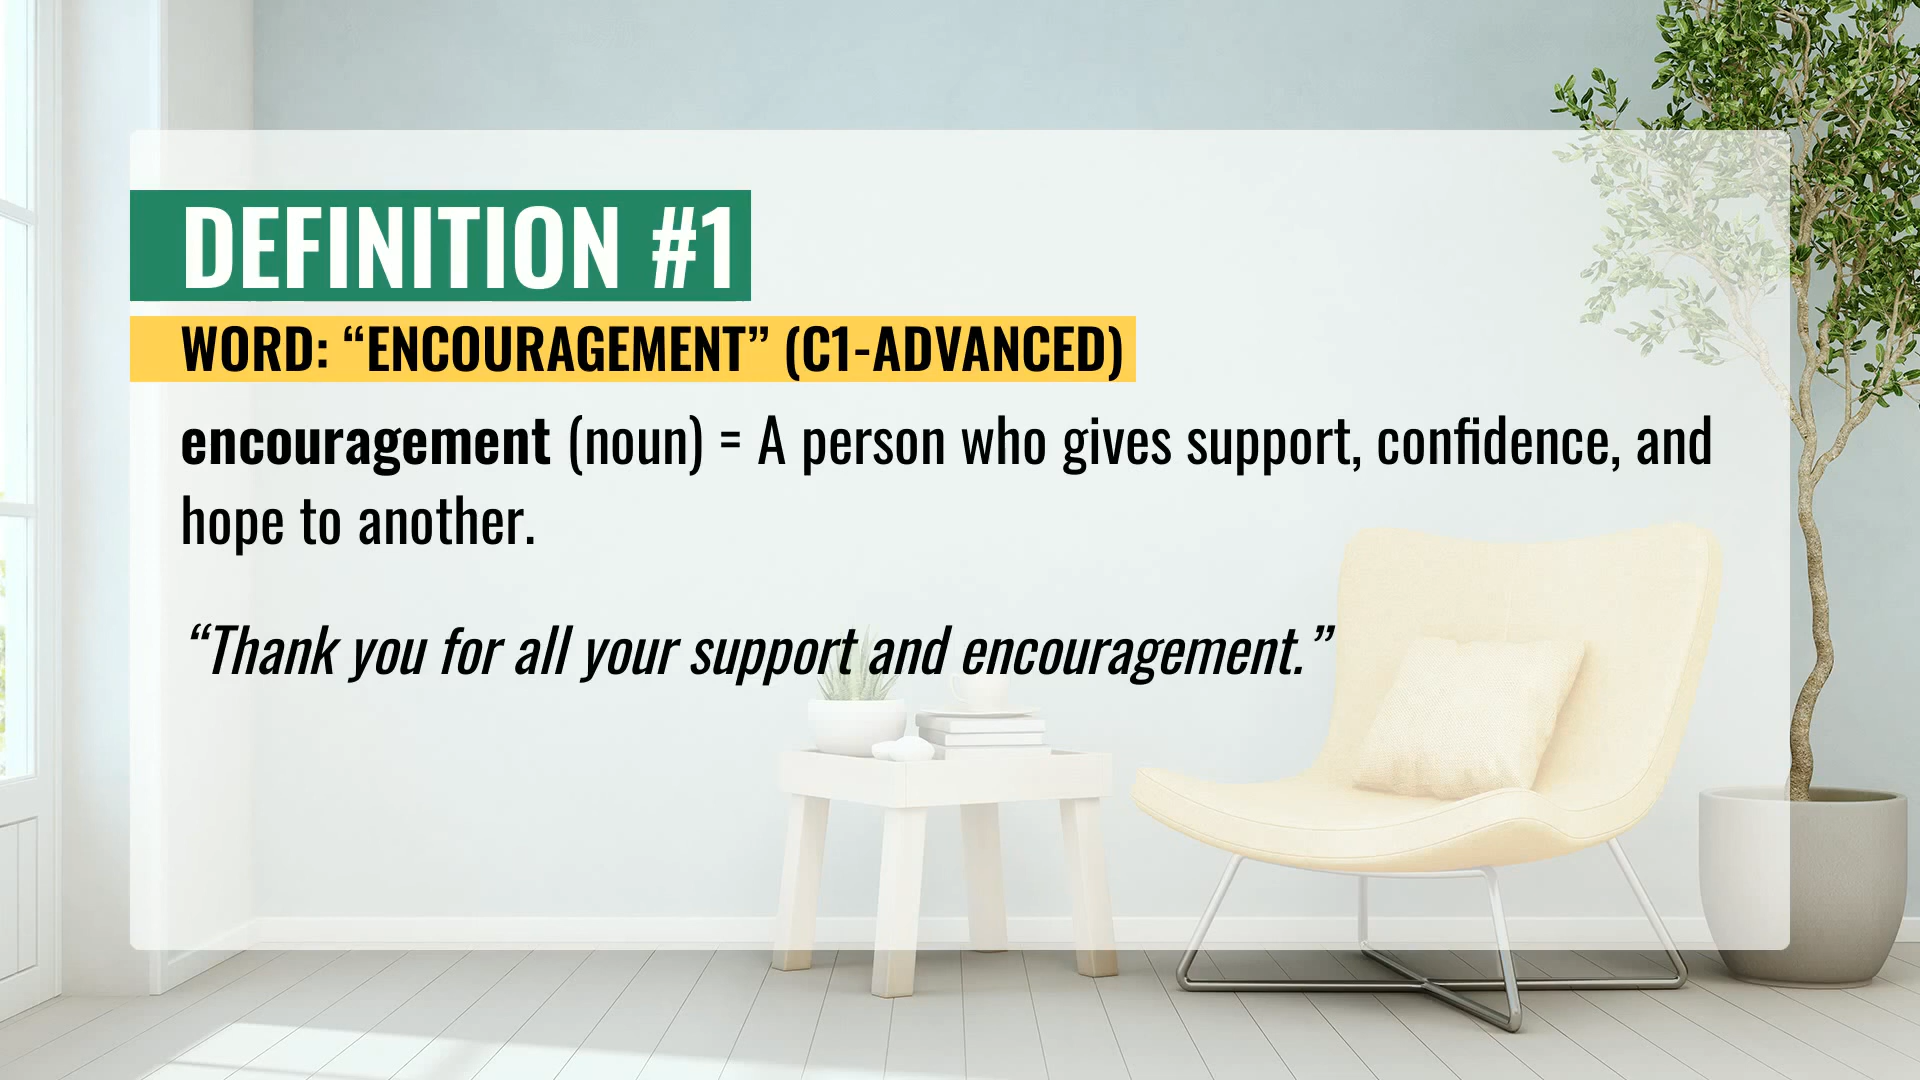 DEFINITION #1
WORD: “ENCOURAGEMENT” (C1-ADVANCED)
encouragement (noun) = A person who gives support, confidence, and
hope to another.
“Thank you for all your support and encouragement.”